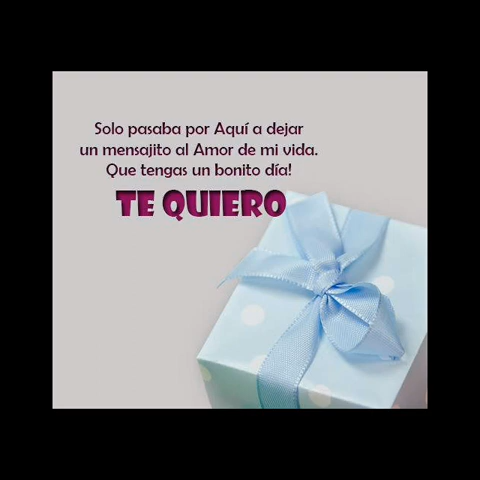 Solo pasaba por Aquí a dejar
un mensajito al Amor de mi vida.
Que tengas un bonito día!
TE QUIERO